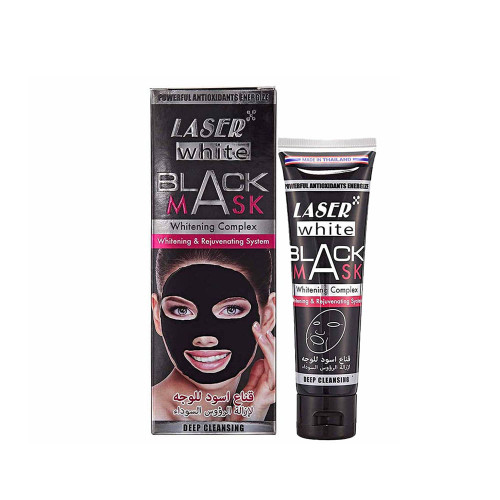 POWERFUL ANTIOXIDANTS ENERGIZE
LASER
white
BLACK
MASK
Whitening Complex
Whitening & Rejuvenating System
قناع اسود للوجه
لإزالة الرؤوس السوداء
DEEP CLEANSING
MADE IN THAILAND
POWERFUL ANTIOXIDANTS ENERGIZE
LASER
white
BLACK
MASK
Whitening Complex
Whitening & Rejuvenating System
قناع اسود للوجه
لإزالة الرؤوس السوداء
DEEP CLEANSING